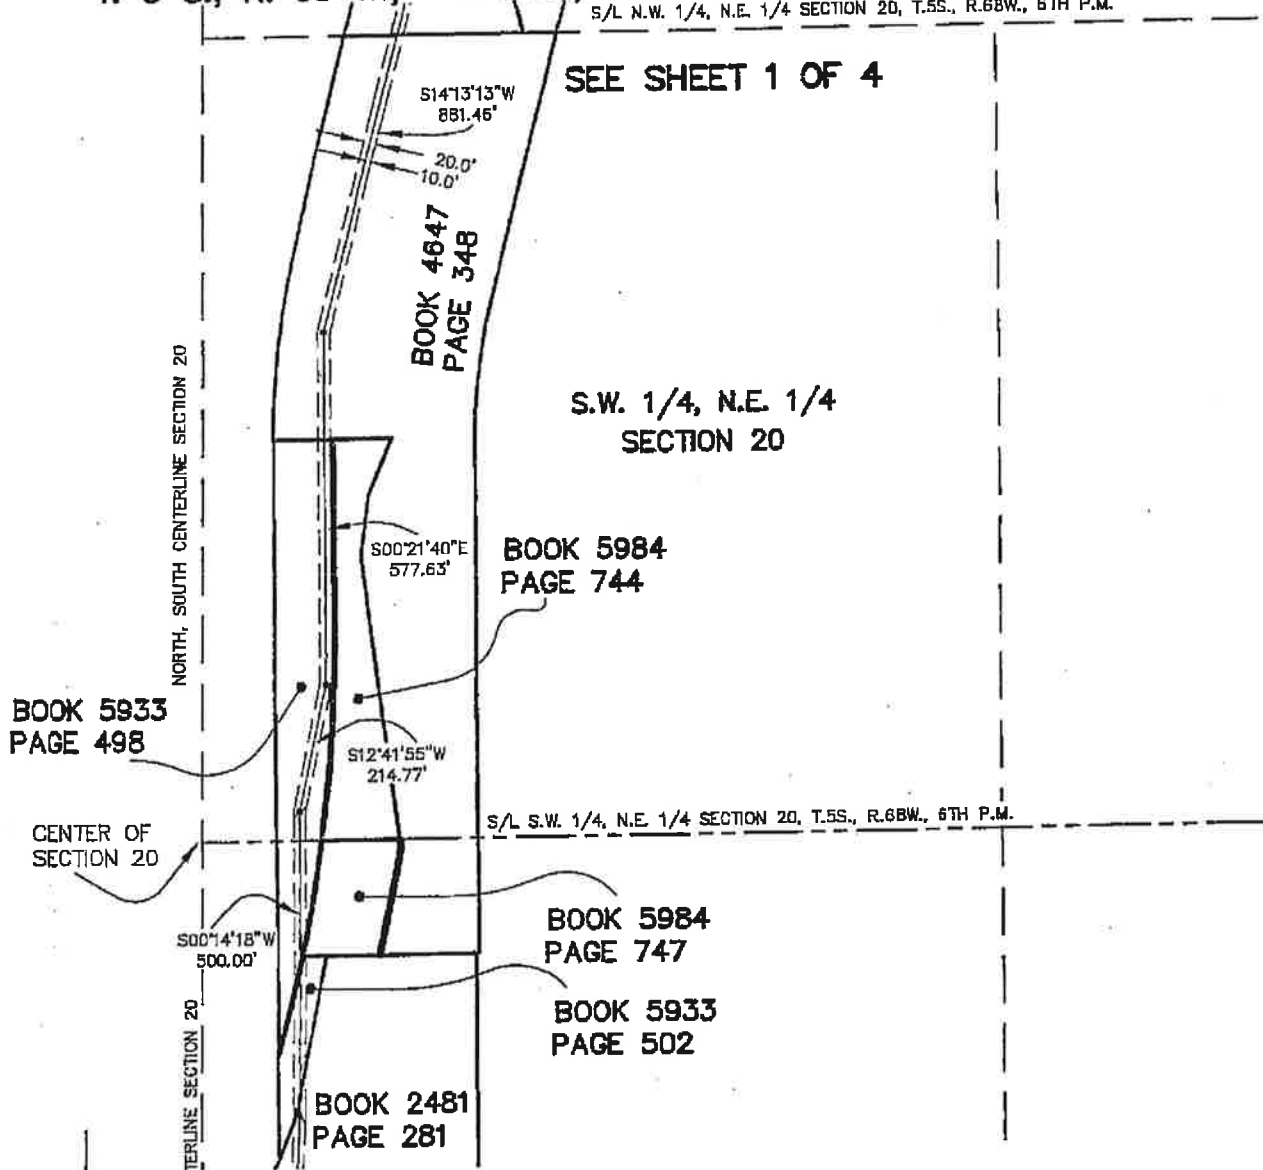 S/L N.W. 1/4, N.E. 1/4 SECTION 20, T.5S., R.68W., 6TH P.M.
SEE SHEET 1 OF 4
S14°13'13"W
881.46'
20.0'
10.0'
BOOK 4647
PAGE 348
NORTH, SOUTH CENTERLINE SECTION 20
S.W. 1/4, N.E. 1/4
SECTION 20
S00°21'40"E
577.63'
BOOK 5984
PAGE 744
BOOK 5933
PAGE 498
S12°41'55"W
214.77'
S/L S.W. 1/4, N.E. 1/4 SECTION 20, T.5S., R.68W., 6TH P.M.
CENTER OF
SECTION 20
S00°14'18"W
500.00'
BOOK 5984
PAGE 747
BOOK 5933
PAGE 502
TERLINE SECTION 20
BOOK 2481
PAGE 281